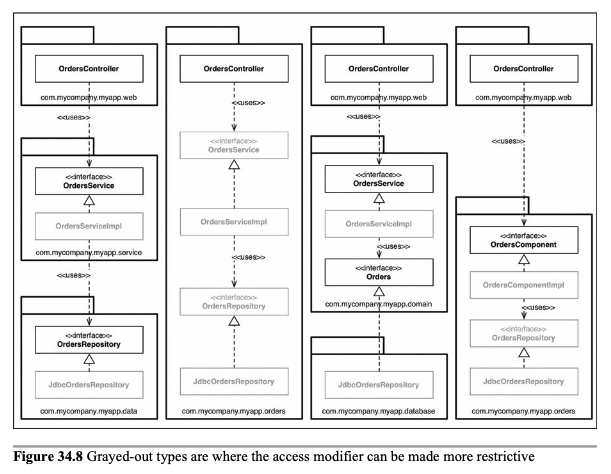 OrdersController
com.mycompany.myapp.web
<<uses>>
<<interface>>
OrdersService
OrdersServiceImpl
com.mycompany.myapp.service
<<uses>>
<<interface>>
OrdersRepository
JdbcOrdersRepository
com.mycompany.myapp.data
OrdersController
<<uses>>
<<interface>>
OrdersService
OrdersServiceImpl
<<uses>>
<<interface>>
OrdersRepository
JdbcOrdersRepository
com.mycompany.myapp.orders
OrdersController
com.mycompany.myapp.web
<<uses>>
<<interface>>
OrdersService
OrdersServiceImpl
<<uses>>
<<interface>>
Orders
com.mycompany.myapp.domain
JdbcOrdersRepository
com.mycompany.myapp.database
OrdersController
com.mycompany.myapp.web
<<uses>>
<<interface>>
OrdersComponent
OrdersComponentImpl
<<uses>>
<<interface>>
OrdersRepository
JdbcOrdersRepository
com.mycompany.myapp.orders
Figure 34.8 Grayed-out types are where the access modifier can be made more restrictive